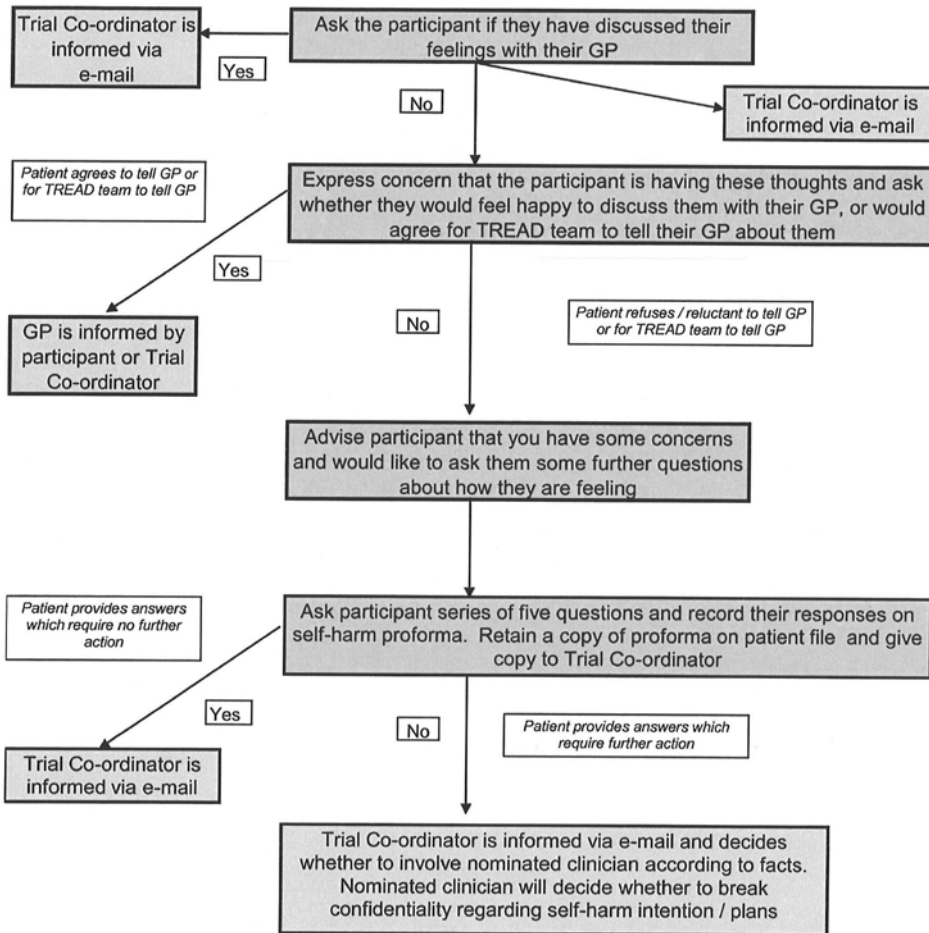 Trial Co-ordinator is
informed via
e-mail
Ask the participant if they have discussed their
feelings with their GP
Yes
No
Trial Co-ordinator is
informed via e-mail
Patient agrees to tell GP or
for TREAD team to tell GP
Express concern that the participant is having these thoughts and ask
whether they would feel happy to discuss them with their GP, or would
agree for TREAD team to tell their GP about them
Yes
No
Patient refuses / reluctant to tell GP
or for TREAD team to tell GP
GP is informed by
participant or Trial
Co-ordinator
Advise participant that you have some concerns
and would like to ask them some further questions
about how they are feeling
Patient provides answers
which require no further
action
Ask participant series of five questions and record their responses on
self-harm proforma. Retain a copy of proforma on patient file and give
copy to Trial Co-ordinator
Yes
No
Patient provides answers which
require further action
Trial Co-ordinator is
informed via e-mail
Trial Co-ordinator is informed via e-mail and decides
whether to involve nominated clinician according to facts.
Nominated clinician will decide whether to break
confidentiality regarding self-harm intention / plans